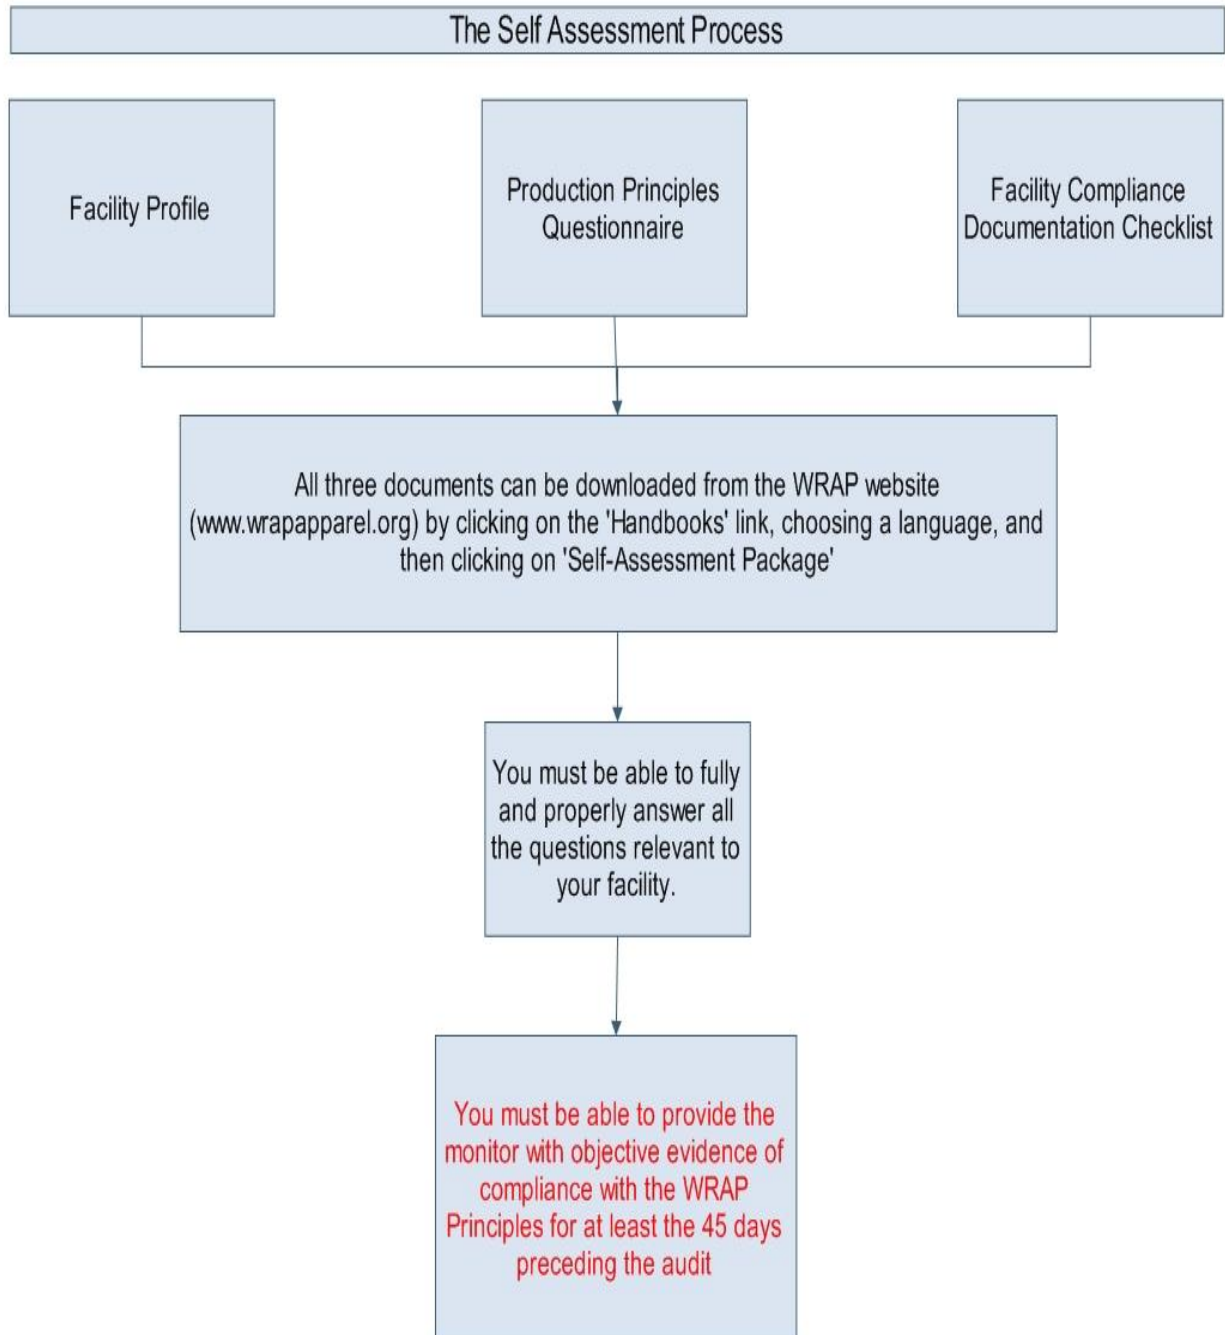 The Self Assessment Process
Facility Profile
Production Principles
Questionnaire
Facility Compliance
Documentation Checklist
All three documents can be downloaded from the WRAP website
(www.wrapapparel.org) by clicking on the 'Handbooks' link, choosing a language, and
then clicking on 'Self-Assessment Package'
You must be able to fully
and properly answer all
the questions relevant to
your facility.
You must be able to provide the
monitor with objective evidence of
compliance with the WRAP
Principles for at least the 45 days
preceding the audit